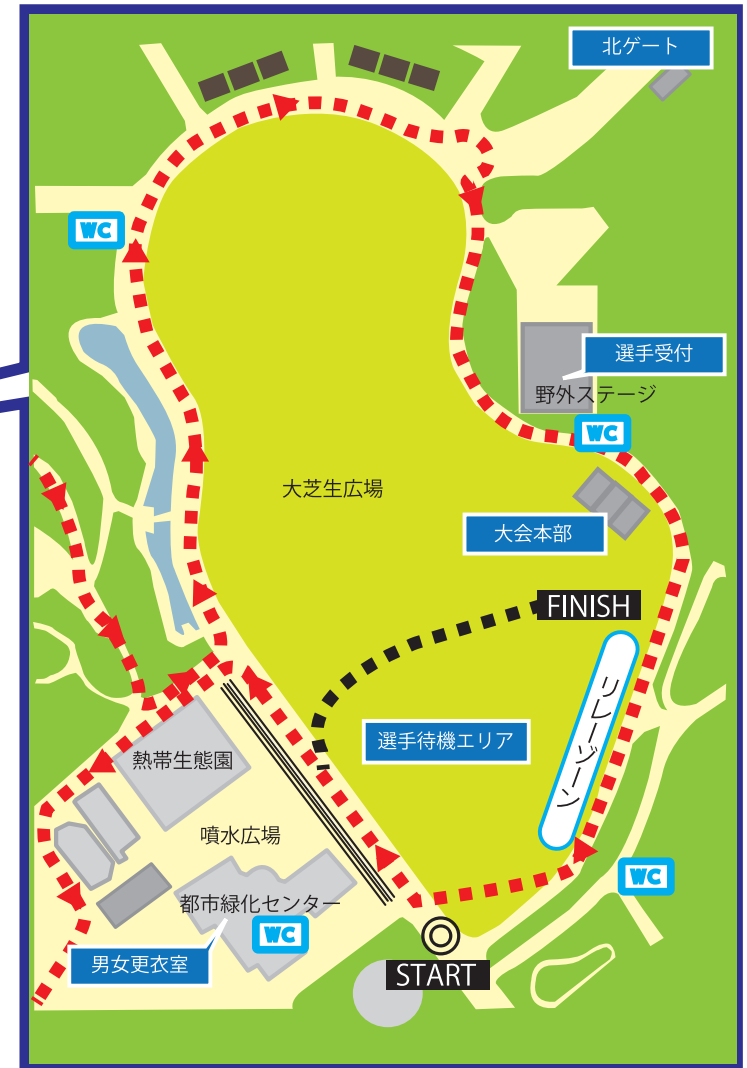 北ゲート
WC
選手受付
野外ステージ
WC
大芝生広場
大会本部
FINISH
リレーゾーン
選手待機エリア
熱帯生態園
噴水広場
WC
都市緑化センター
WC
男女更衣室
START